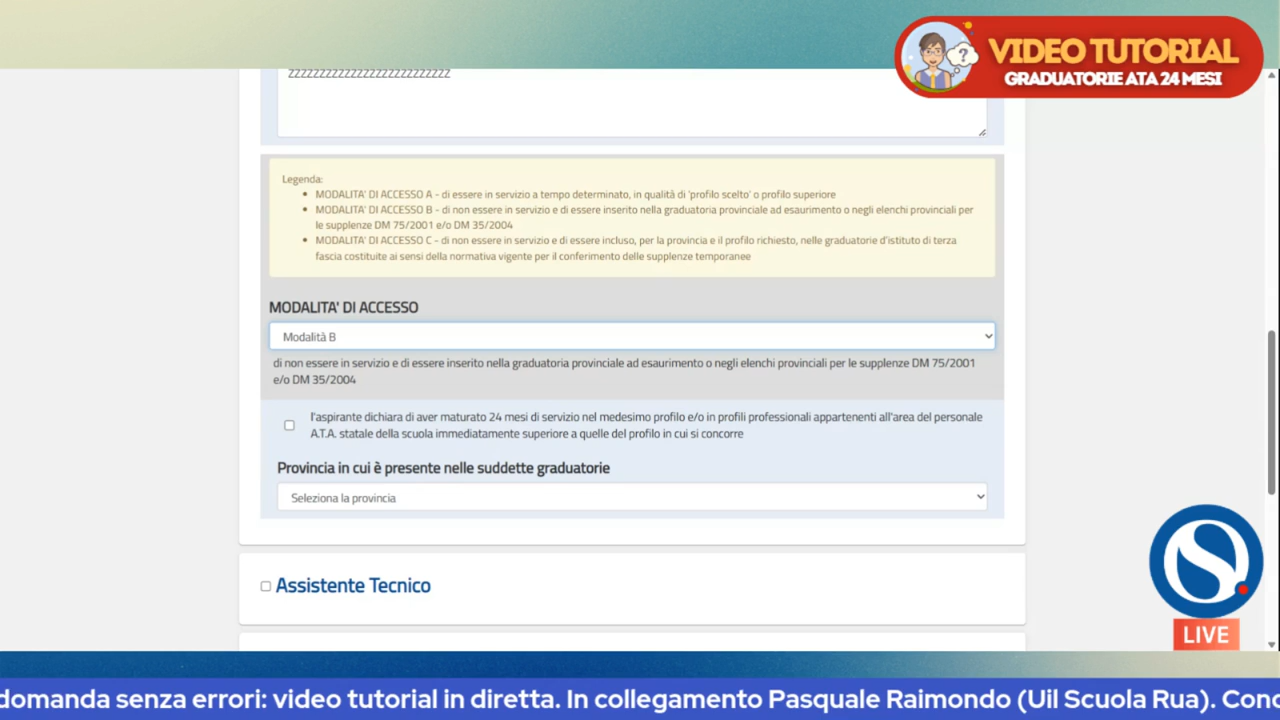 VIDEO TUTORIAL
GRADUATORIE ATA 24 MESI
?
ZZZZZZZZZZZZZZZZZZZZZZZZZZZ
Legenda:
• MODALITA' DI ACCESSO A - di essere in servizio a tempo determinato, in qualità di 'profilo scelto' o profilo superiore
• MODALITA' DI ACCESSO B - di non essere in servizio e di essere inserito nella graduatoria provinciale ad esaurimento o negli elenchi provinciali per
le supplenze DM 75/2001 e/o DM 35/2004
• MODALITA' DI ACCESSO C - di non essere in servizio e di essere incluso, per la provincia e il profilo richiesto, nelle graduatorie d'istituto di terza
fascia costituite ai sensi della normativa vigente per il conferimento delle supplenze temporanee
MODALITA' DI ACCESSO
Modalità B
di non essere in servizio e di essere inserito nella graduatoria provinciale ad esaurimento o negli elenchi provinciali per le supplenze DM 75/2001
e/o DM 35/2004
l'aspirante dichiara di aver maturato 24 mesi di servizio nel medesimo profilo e/o in profili professionali appartenenti all'area del personale
A.T.A. statale della scuola immediatamente superiore a quelle del profilo in cui si concorre
Provincia in cui è presente nelle suddette graduatorie
Seleziona la provincia
Assistente Tecnico
S
LIVE
domanda senza errori: video tutorial in diretta. In collegamento Pasquale Raimondo (Uil Scuola Rua). Conc